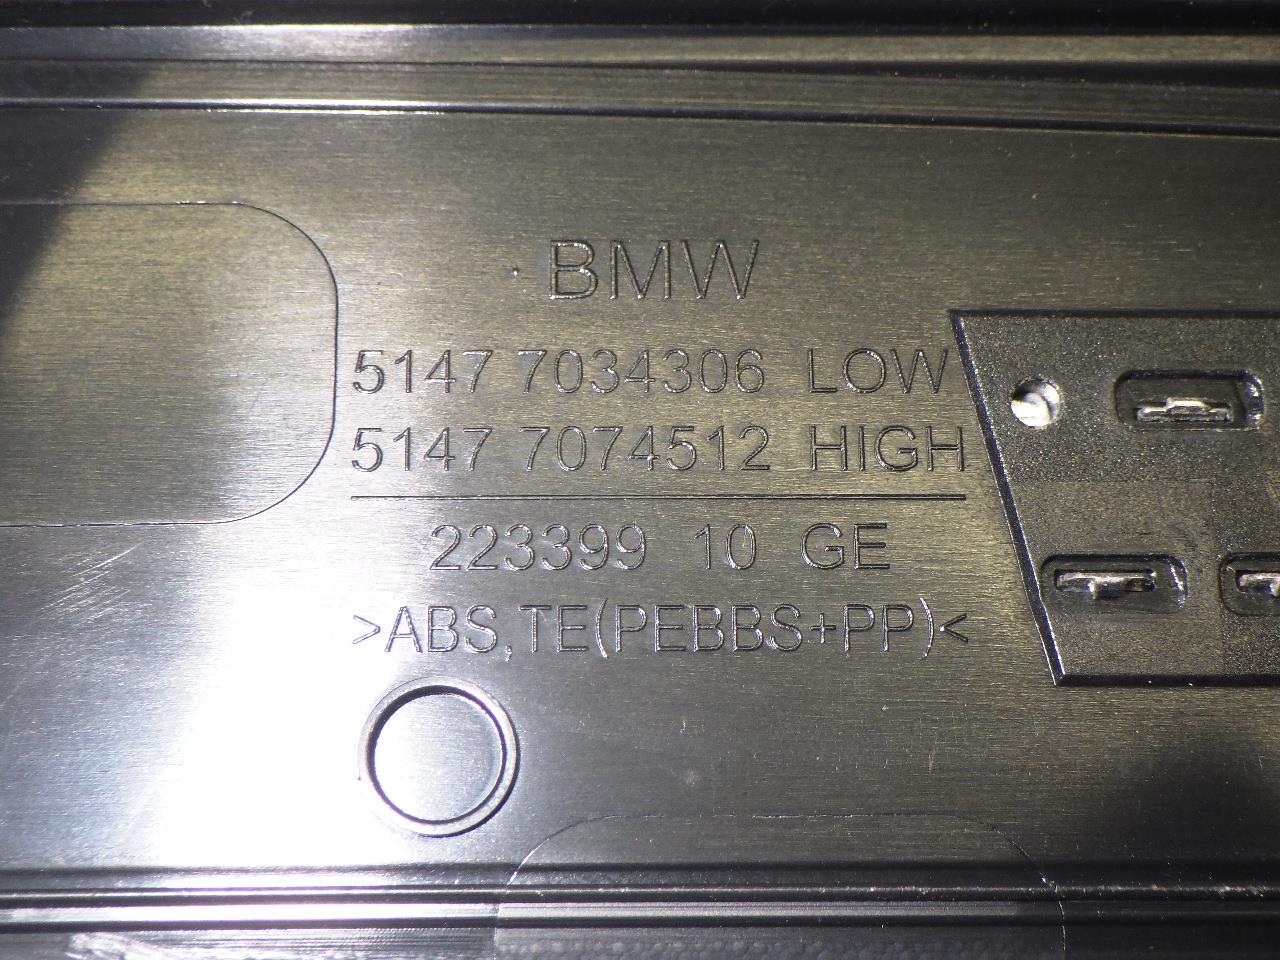 BMW
5147 7034306 LOW
5147 7074512 HIGH
223399 10 GE
>ABS,TE(PEBBS+PP)<